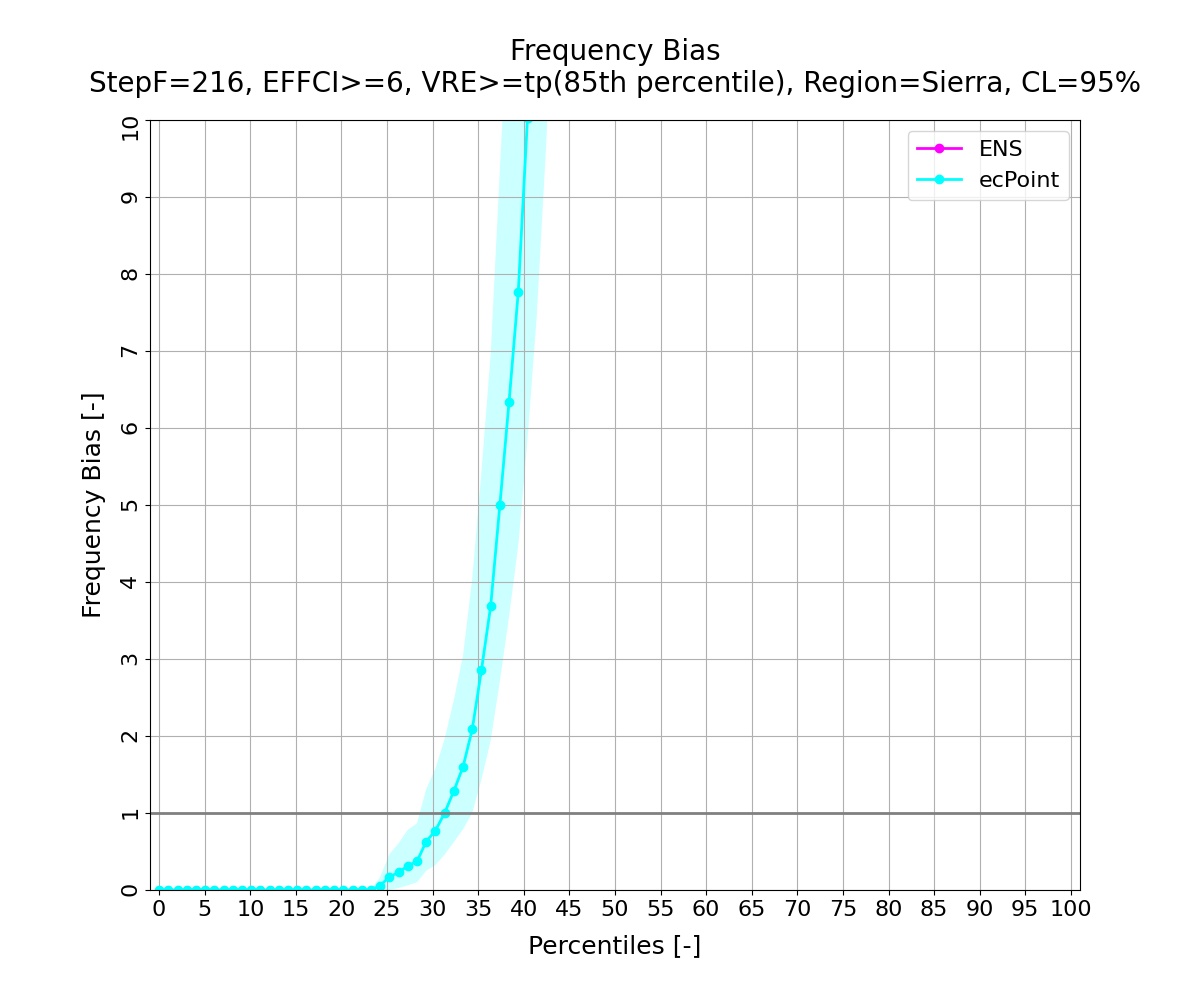 Frequency Bias
StepF=216, EFFCI>=6, VRE>=tp(85th percentile), Region=Sierra, CL=95%
ENS
ecPoint
Frequency Bias [-]
10
9
8
7
6
5
4
3
2
1
0
0 5 10 15 20 25 30 35 40 45 50 55 60 65 70 75 80 85 90 95 100
Percentiles [-]